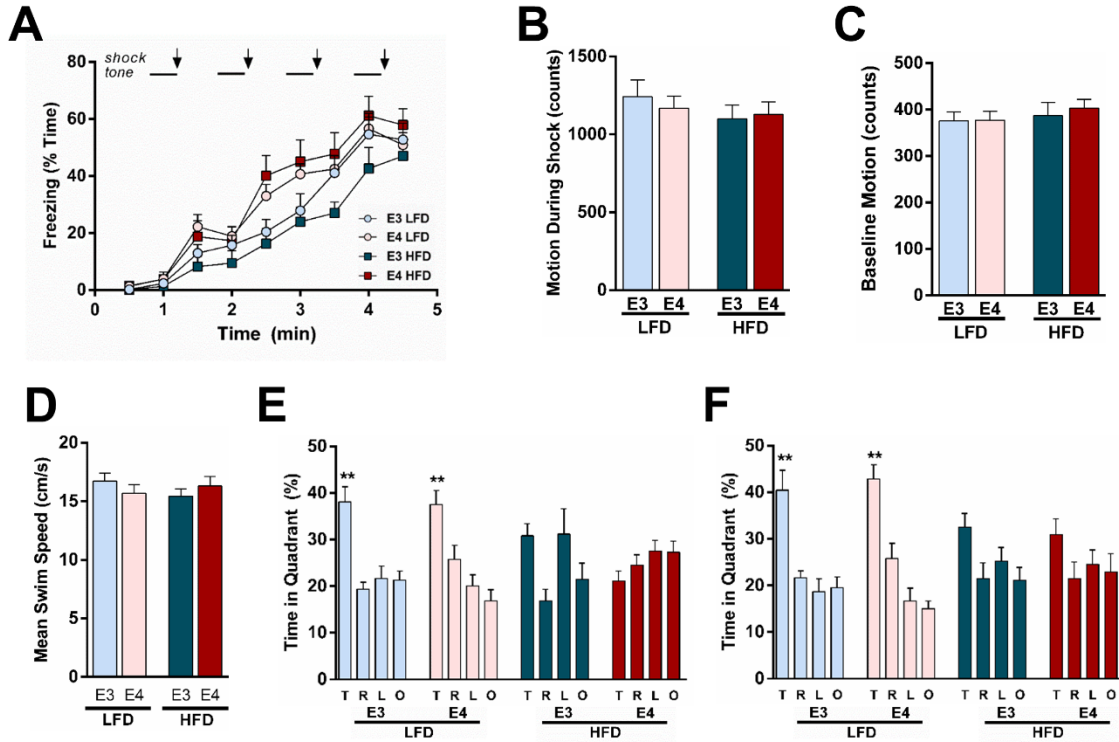 A
shock
tone
80
60
40
20
0
Freezing (% Time)
0 1 2 3 4 5
Time (min)
E3 LFD
E4 LFD
E3 HFD
E4 HFD
B
Motion During Shock (counts)
1500
1000
500
0
E3 E4 E3 E4
LFD HFD
C
Baseline Motion (counts)
500
400
300
200
100
0
E3 E4 E3 E4
LFD HFD
D
Mean Swim Speed (cm/s)
20
15
10
5
0
E3 E4 E3 E4
LFD HFD
E
Time in Quadrant (%)
50
40
30
20
10
0
** **
T R L O T R L O T R L O T R L O
E3 E4 E3 E4
LFD HFD
F
Time in Quadrant (%)
50
40
30
20
10
0
** **
T R L O T R L O T R L O T R L O
E3 E4 E3 E4
LFD HFD